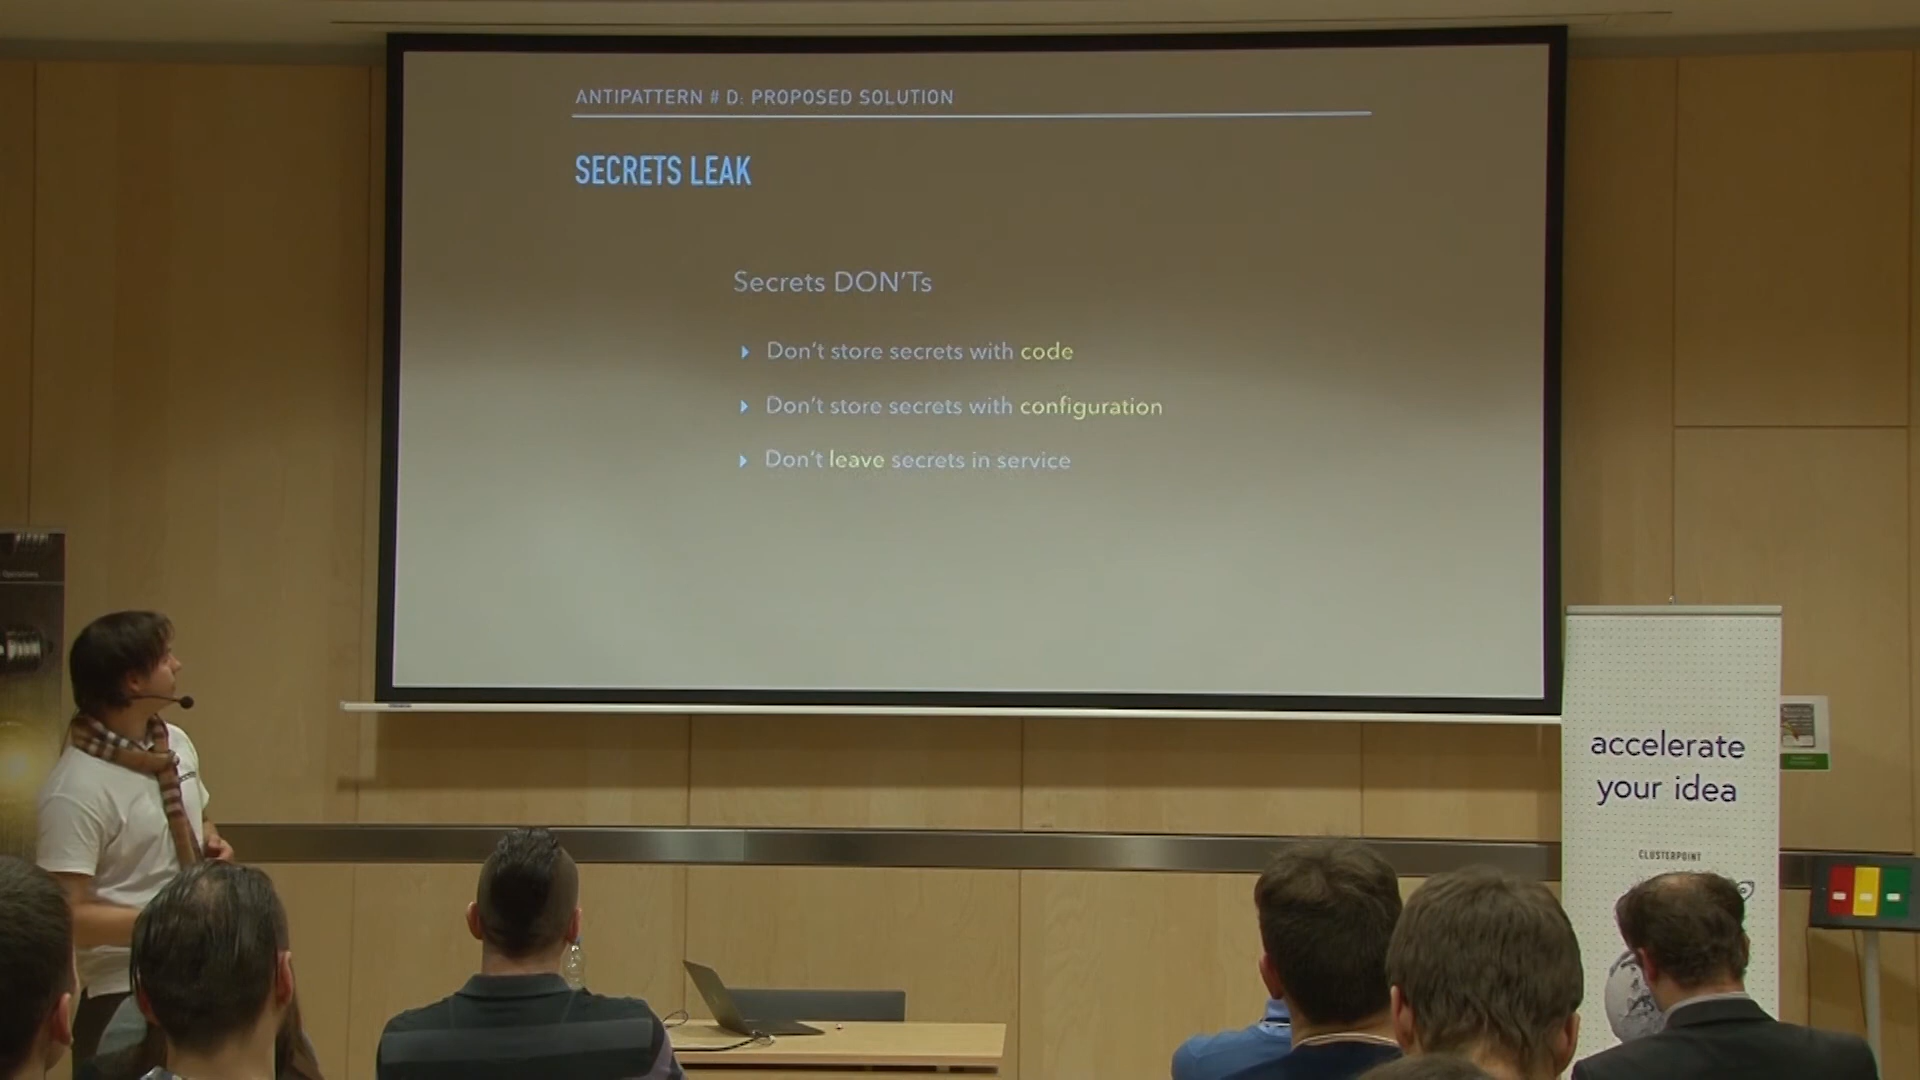 ANTIPATTERN # D: PROPOSED SOLUTION
SECRETS LEAK
Secrets DON'Ts
Don't store secrets with code
Don't store secrets with configuration
Don't leave secrets in service
Operations
accelerate
your idea
CLUSTERPOINT